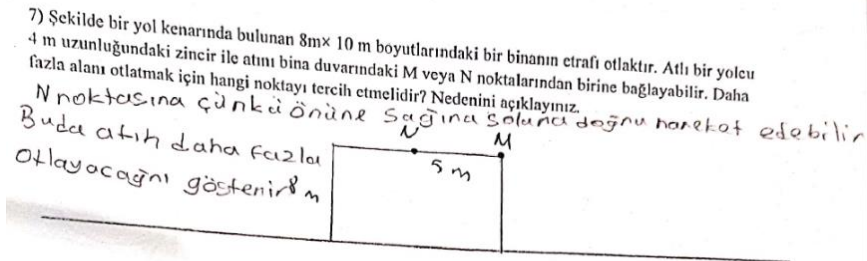 7) Şekilde bir yol kenarında bulunan 8m× 10 m boyutlarındaki bir binanın etrafı otlaktır. Atlı bir yolcu
4 m uzunluğundaki zincir ile atını bina duvarındaki M veya N noktalarından birine bağlayabilir. Daha
fazla alanı otlatmak için hangi noktayı tercih etmelidir? Nedenini açıklayınız.
N noktasına çünkü önüne sağına soluna doğru hareket edebilir
Buda atın daha fazla
otlayacağnı gösterir
N
M
5 m
8 m